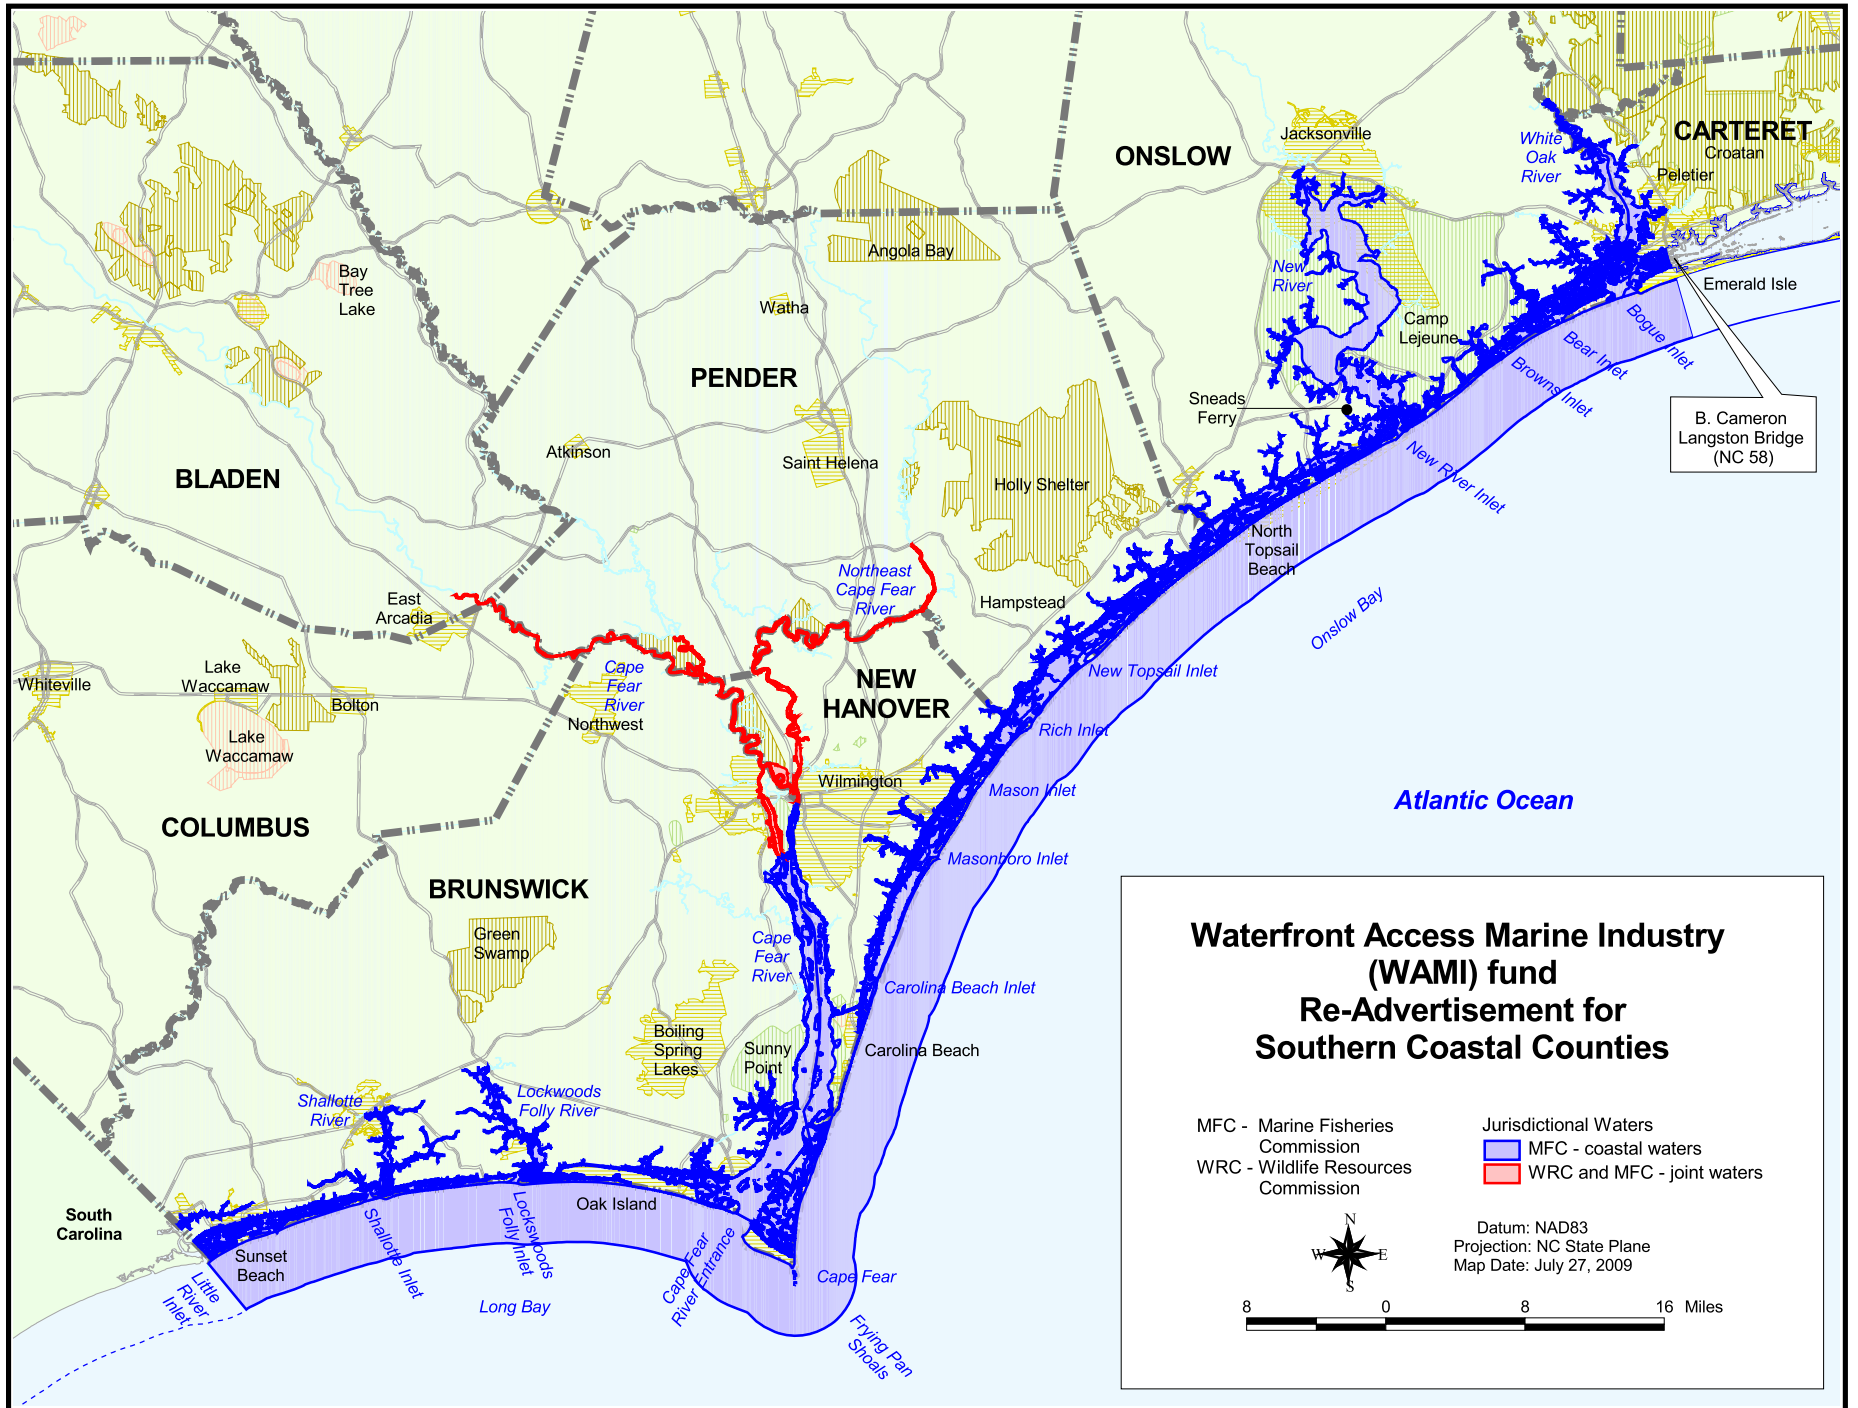 CARTERET
Croatan
Peletier
Jacksonville
White
Oak
River
ONSLOW
Angola Bay
Bay
Tree
Lake
New
River
Emerald Isle
Watha
Camp
Lejeune
Bogue Inlet
Bear Inlet
Browns Inlet
PENDER
Sneads
Ferry
B. Cameron
Langston Bridge
(NC 58)
Atkinson
Saint Helena
New River Inlet
BLADEN
Holly Shelter
North
Topsail
Beach
Northeast
Cape Fear
River
East
Arcadia
Hampstead
Onslow Bay
Lake
Waccamaw
Whiteville
Cape
Fear
River
New Topsail Inlet
NEW
HANOVER
Bolton
Northwest
Rich Inlet
Lake
Waccamaw
Wilmington
Mason Inlet
Atlantic Ocean
COLUMBUS
Masonboro Inlet
BRUNSWICK
Green
Swamp
Cape
Fear
River
Carolina Beach Inlet
Boiling
Spring
Lakes
Sunny
Point
Carolina Beach
Shallotte
River
Lockwoods
Folly River
South
Carolina
Oak Island
Sunset
Beach
Little
River
Inlet
Shallotte Inlet
Lockswoods
Folly Inlet
Long Bay
Cape Fear
River Entrance
Cape Fear
Frying Pan
Shoals
Waterfront Access Marine Industry
(WAMI) fund
Re-Advertisement for
Southern Coastal Counties
MFC - Marine Fisheries
Commission
WRC - Wildlife Resources
Commission
Jurisdictional Waters
MFC - coastal waters
WRC and MFC - joint waters
N
W E
S
Datum: NAD83
Projection: NC State Plane
Map Date: July 27, 2009
8 0 8 16 Miles